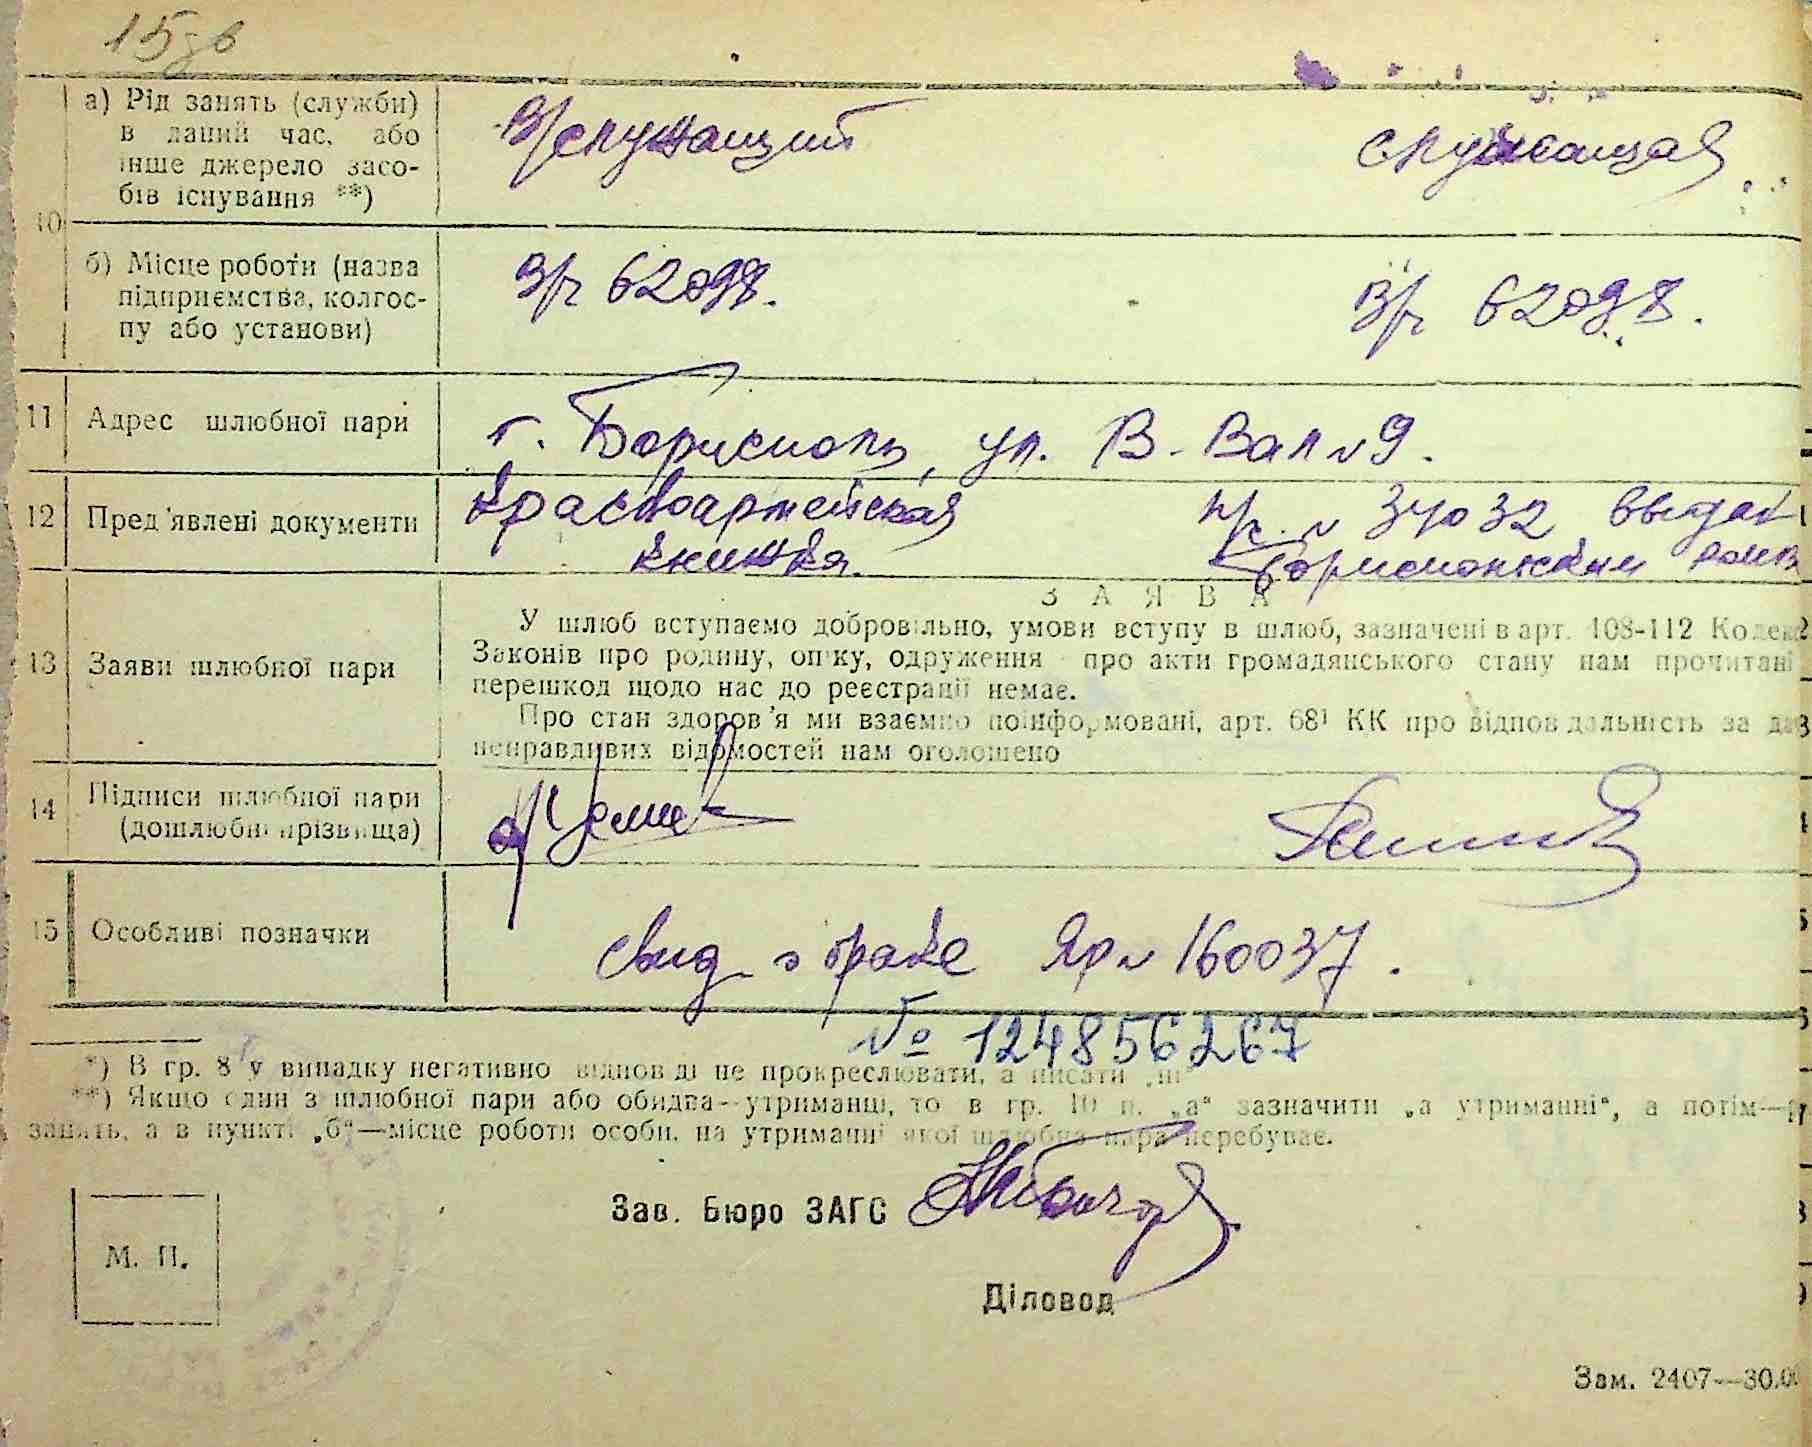 15зв
10
а) Рід занять (служби)
в даний час, або
інше джерело засо-
бів існування **)
В/служащий
служащая
б) Місце роботи (назва
підприємства, колгос-
пу або установи)
В/ч 62098.
В/ч 62098.
11
Адрес шлюбної пари
г. Борисполь, ул. В-Вал №9.
12
Пред'явлені документи
Красноармейская
книжка.
№ 34032 выдан
Бориспольским
13
Заяви шлюбної пари
ЗАЯВА
У шлюб вступаємо добровільно, умови вступу в шлюб, зазначені в арт. 108-112 Кодек
Законів про родину, опіку, одруження про акти громадянського стану нам прочитані
перешкод щодо нас до реєстрації немає.
Про стан здоров'я ми взаємно поінформовані, арт. 68¹ КК про відповідальність за да
неправдивих відомостей нам оголошено
14
Підписи шлюбної пари
(дошлюбні прізвища)
15
Особливі позначки
Свид о браке ЯР № 160037.
№ 124856267
*) В гр. 8 у випадку негативної відповіді не прокреслювати, а писати „ні"
**) Якщо один з шлюбної пари або обидва—утриманці, то в гр. 10 п. „а" зазначити „а утриманні", а потім—р
занять, а в пункті „б"—місце роботи особи, на утриманні якої шлюбна пара перебуває.
Зав. Бюро ЗАГС
М. П.
Діловод
Зам. 2407—30.0